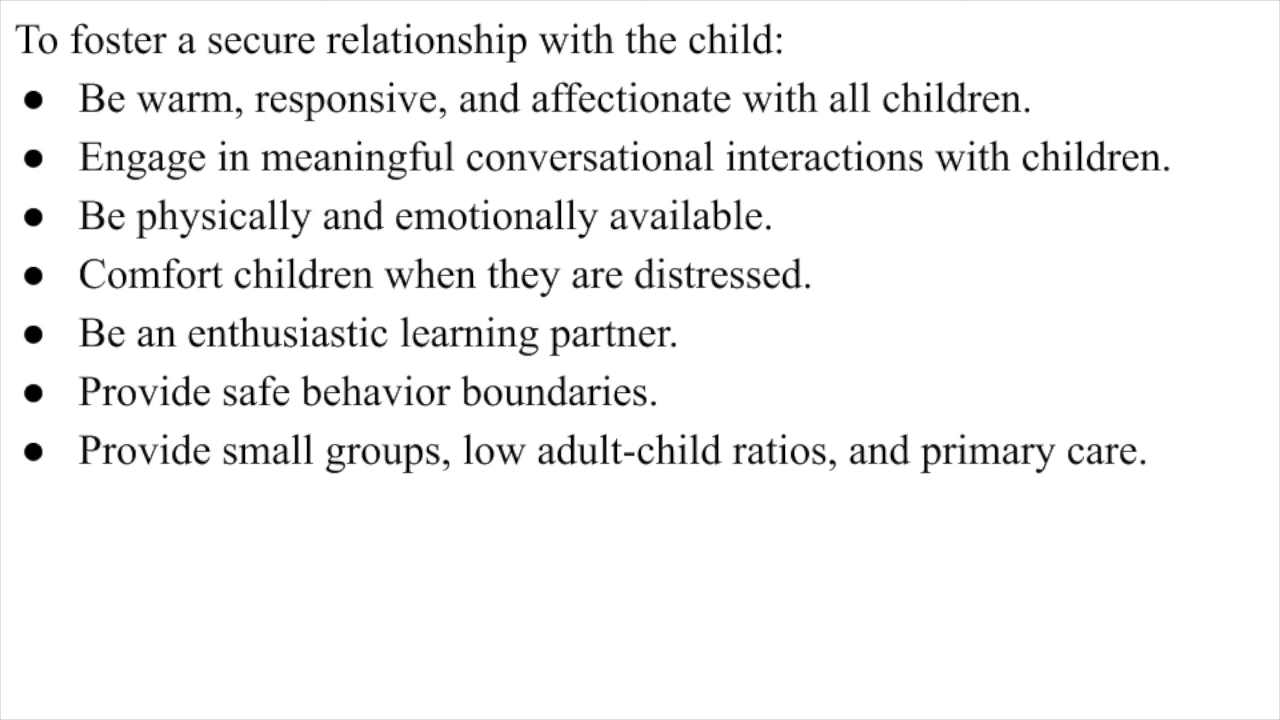 To foster a secure relationship with the child:
● Be warm, responsive, and affectionate with all children.
● Engage in meaningful conversational interactions with children.
● Be physically and emotionally available.
● Comfort children when they are distressed.
● Be an enthusiastic learning partner.
● Provide safe behavior boundaries.
● Provide small groups, low adult-child ratios, and primary care.